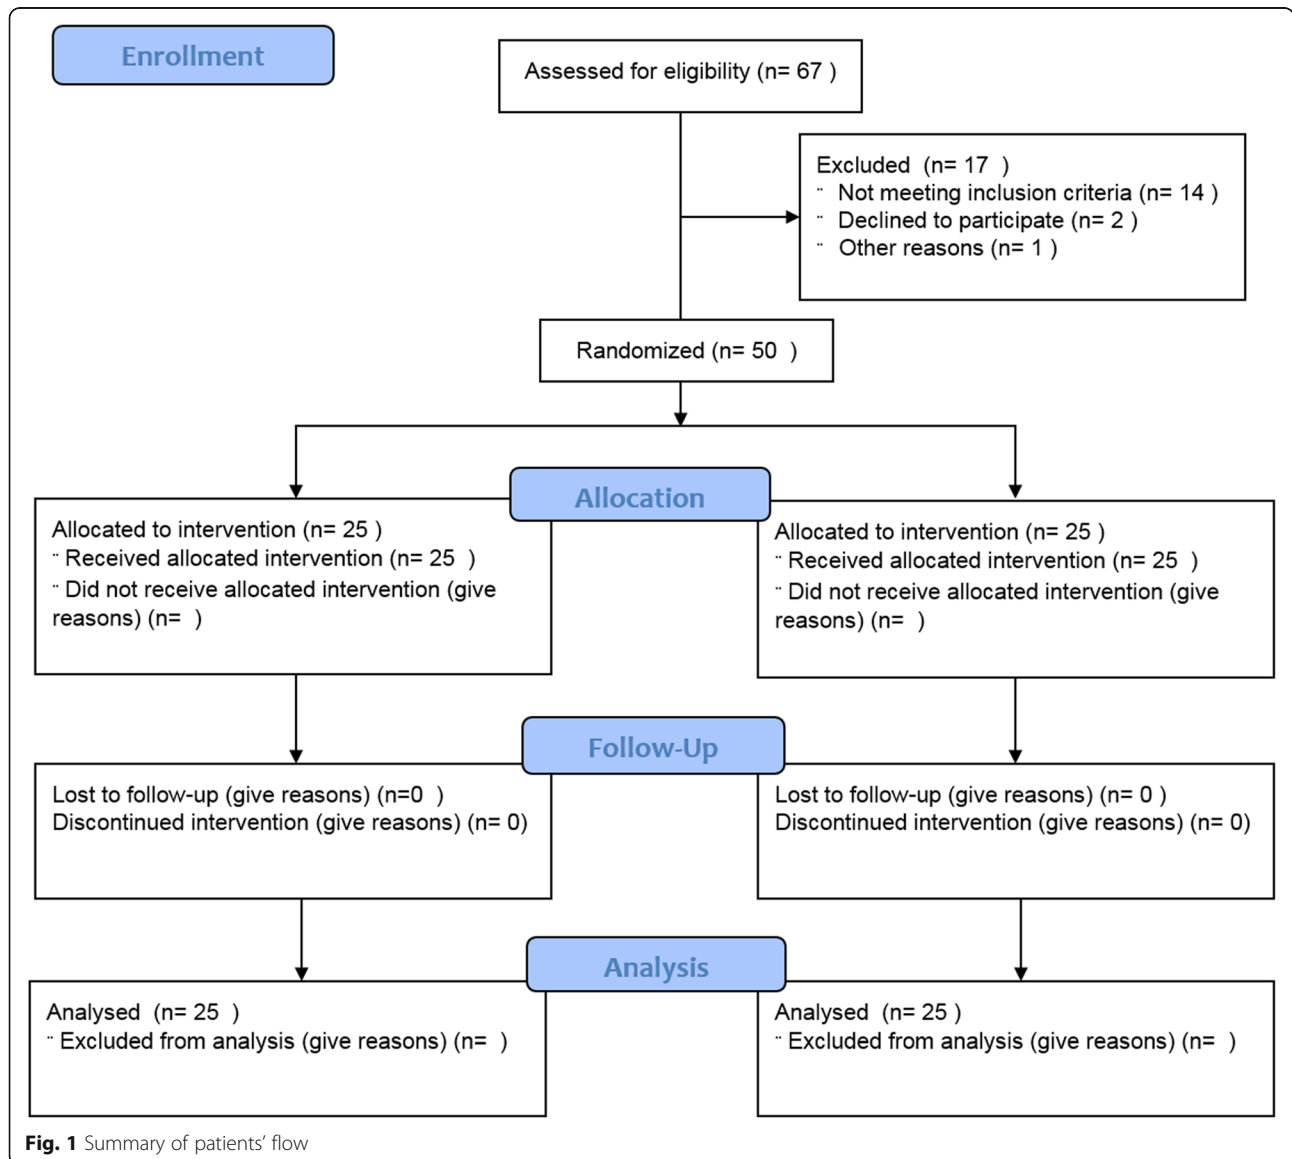 Enrollment
Assessed for eligibility (n= 67 )
Excluded (n= 17 )
¨ Not meeting inclusion criteria (n= 14 )
¨ Declined to participate (n= 2 )
¨ Other reasons (n= 1 )
Randomized (n= 50 )
Allocation
Allocated to intervention (n= 25 )
¨ Received allocated intervention (n= 25 )
¨ Did not receive allocated intervention (give
reasons) (n= )
Allocated to intervention (n= 25 )
¨ Received allocated intervention (n= 25 )
¨ Did not receive allocated intervention (give
reasons) (n= )
Follow-Up
Lost to follow-up (give reasons) (n=0 )
Discontinued intervention (give reasons) (n= 0)
Lost to follow-up (give reasons) (n= 0 )
Discontinued intervention (give reasons) (n= 0)
Analysis
Analysed (n= 25 )
¨ Excluded from analysis (give reasons) (n= )
Analysed (n= 25 )
¨ Excluded from analysis (give reasons) (n= )
Fig. 1 Summary of patients’ flow